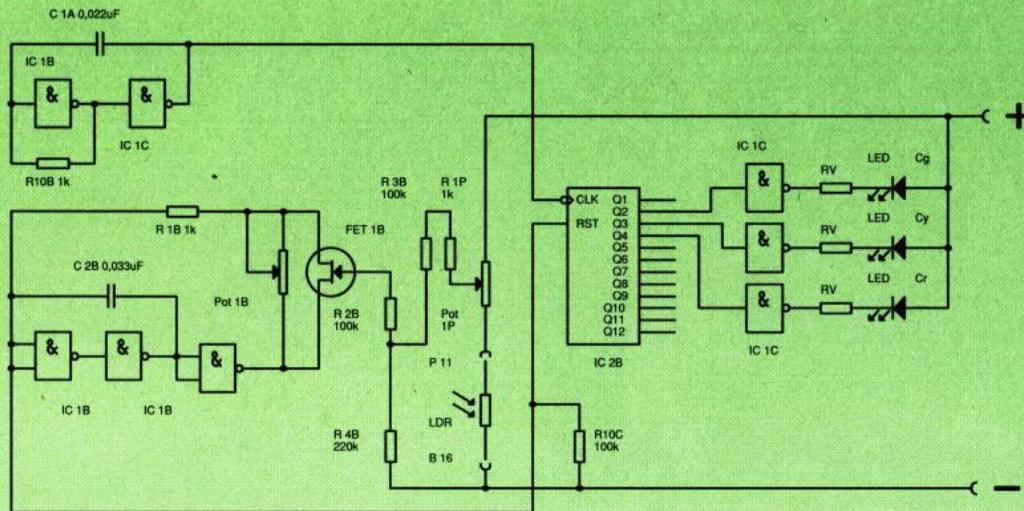 C 1A 0,022uF
IC 1B
&
&
IC 1C
R10B 1k
R 1B 1k
C 2B 0,033uF
Pot 1B
FET 1B
&
&
&
IC 1B
IC 1B
R 3B
100k
R 1P
1k
R 2B
100k
Pot
1P
P 11
LDR
R 4B
220k
B 16
CLK
RST
Q1
Q2
Q3
Q4
Q5
Q6
Q7
Q8
Q9
Q10
Q11
Q12
IC 2B
R10C
100k
IC 1C
&
&
&
IC 1C
RV
LED
Cg
RV
LED
Cy
RV
LED
Cr
+
−